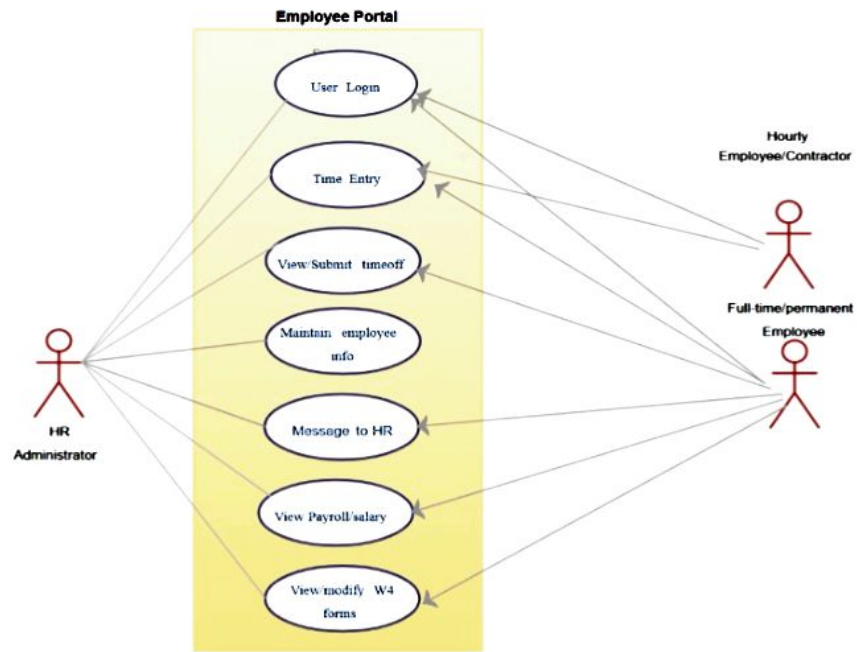 Employee Portal
User Login
Time Entry
View/Submit timeoff
Maintain employee
info
Message to HR
View Payroll/salary
View/modify W4
forms
HR
Administrator
Hourly
Employee/Contractor
Full-time/permanent
Employee